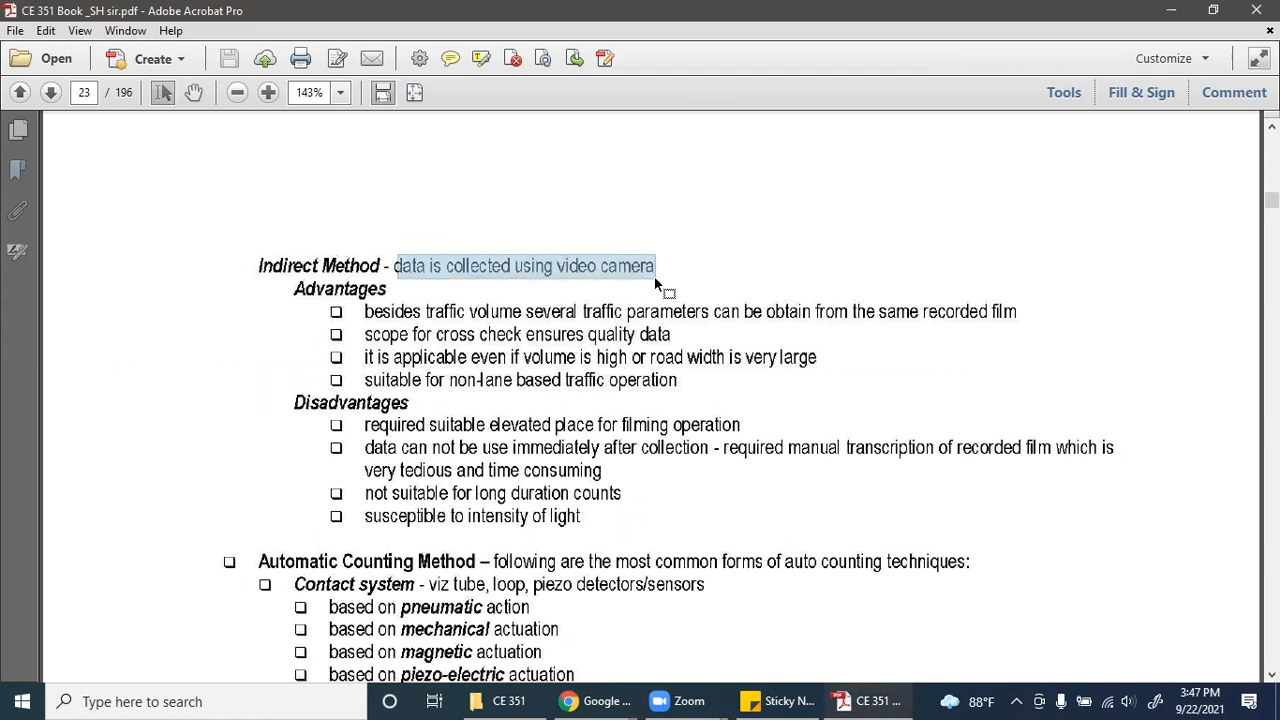 CE 351 Book _SH sir.pdf - Adobe Acrobat Pro
File Edit View Window Help
Open Create Customize
23 / 196 143% Tools Fill & Sign Comment
Indirect Method - data is collected using video camera
Advantages
❑ besides traffic volume several traffic parameters can be obtain from the same recorded film
❑ scope for cross check ensures quality data
❑ it is applicable even if volume is high or road width is very large
❑ suitable for non-lane based traffic operation
Disadvantages
❑ required suitable elevated place for filming operation
❑ data can not be use immediately after collection - required manual transcription of recorded film which is
very tedious and time consuming
❑ not suitable for long duration counts
❑ susceptible to intensity of light
❑ Automatic Counting Method – following are the most common forms of auto counting techniques:
❑ Contact system - viz tube, loop, piezo detectors/sensors
❑ based on pneumatic action
❑ based on mechanical actuation
❑ based on magnetic actuation
❑ based on piezo-electric actuation
Type here to search CE 351 Google ... Zoom Sticky N... CE 351 ... 88°F 3:47 PM
9/22/2021